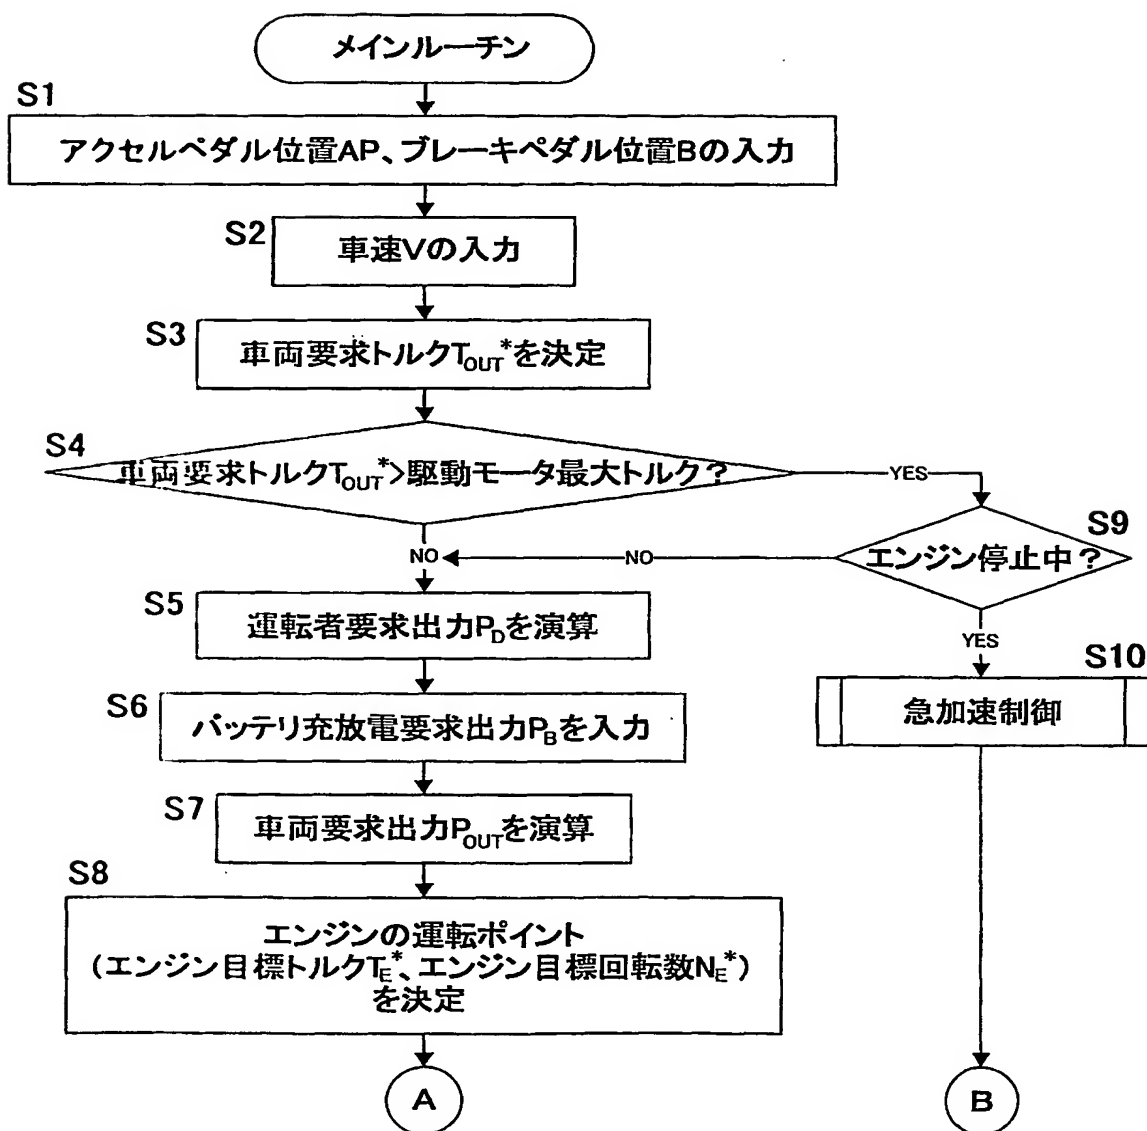 メインルーチン
S1
アクセルペダル位置AP、ブレーキペダル位置Bの入力
S2
車速Vの入力
S3
車両要求トルクT_OUT*を決定
S4
車両要求トルクT_OUT*>駆動モータ最大トルク?
YES
S9
エンジン停止中?
NO
NO
YES
S5
運転者要求出力P_Dを演算
S10
急加速制御
S6
バッテリ充放電要求出力P_Bを入力
S7
車両要求出力P_OUTを演算
S8
エンジンの運転ポイント
(エンジン目標トルクT_E*、エンジン目標回転数N_E*)
を決定
A
B